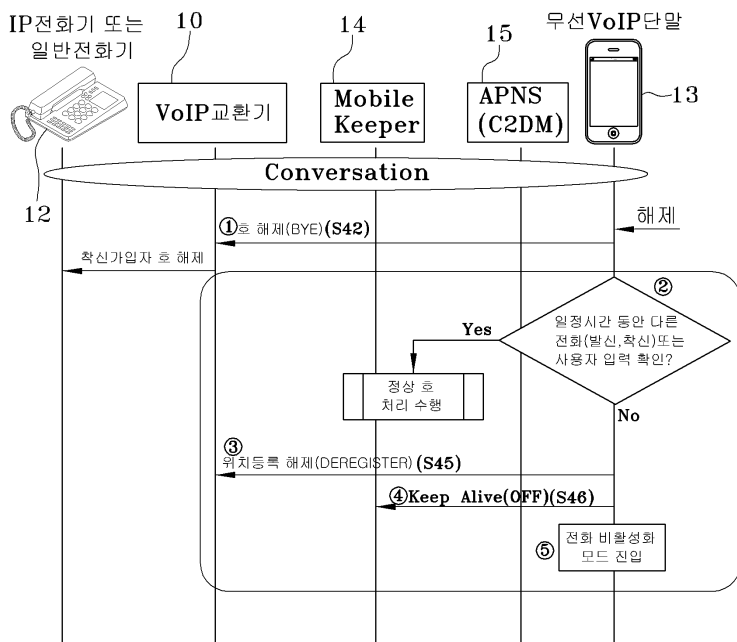 IP전화기 또는
일반전화기
10
14
15
무선VoIP단말
VoIP교환기
Mobile
Keeper
APNS
(C2DM)
13
12
Conversation
해제
①호 해제(BYE)(S42)
착신가입자 호 해제
②
일정시간 동안 다른
전화(발신,착신)또는
사용자 입력 확인?
Yes
정상 호
처리 수행
No
③
위치등록 해제(DEREGISTER)(S45)
④Keep Alive(OFF)(S46)
⑤
전화 비활성화
모드 진입